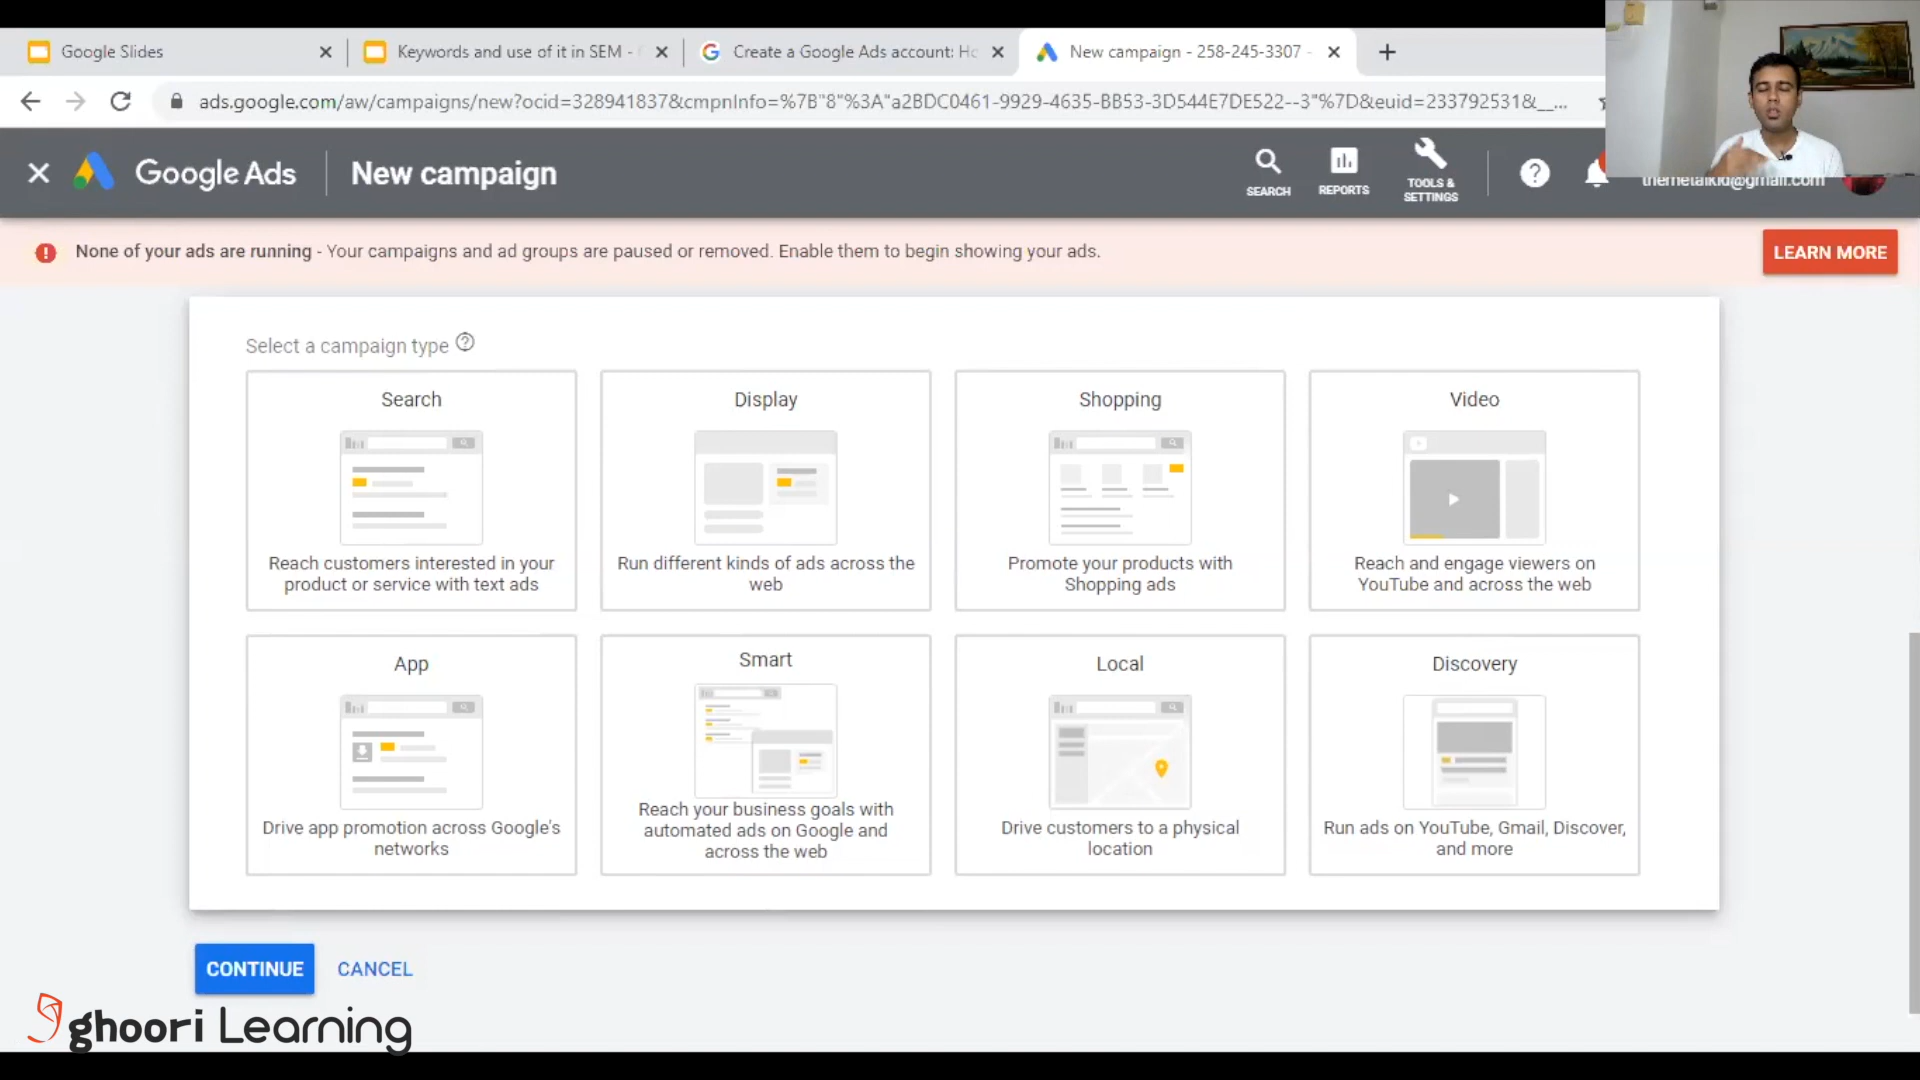 Google Slides
Keywords and use of it in SEM -
Create a Google Ads account: Ho
New campaign - 258-245-3307 -
ads.google.com/aw/campaigns/new?ocid=328941837&cmpnInfo=%7B"8"%3A"a2BDC0461-9929-4635-BB53-3D544E7DE522--3"%7D&euid=233792531&__...
Google Ads
New campaign
SEARCH
REPORTS
TOOLS &
SETTINGS
themetalkid@gmail.com
None of your ads are running - Your campaigns and ad groups are paused or removed. Enable them to begin showing your ads.
LEARN MORE
Select a campaign type
Search
Reach customers interested in your
product or service with text ads
Display
Run different kinds of ads across the
web
Shopping
Promote your products with
Shopping ads
Video
Reach and engage viewers on
YouTube and across the web
App
Drive app promotion across Google's
networks
Smart
Reach your business goals with
automated ads on Google and
across the web
Local
Drive customers to a physical
location
Discovery
Run ads on YouTube, Gmail, Discover,
and more
CONTINUE
CANCEL
ghoori Learning